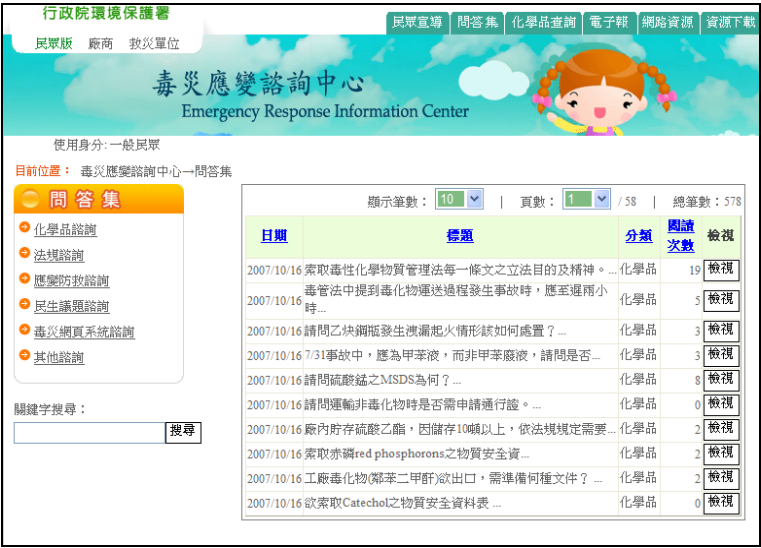 行政院環境保護署
民眾宣導 問答集 化學品查詢 電子報 網路資源 資源下載
民眾版 廠商 救災單位
毒災應變諮詢中心
Emergency Response Information Center
使用身分:一般民眾
目前位置： 毒災應變諮詢中心→問答集
問答集
化學品諮詢
法規諮詢
應變防救諮詢
民生議題諮詢
毒災網頁系統諮詢
其他諮詢
關鍵字搜尋：
搜尋
顯示筆數： 10 | 頁數： 1 / 58 | 總筆數：578
日期 標題 分類 閱讀次數 檢視
2007/10/16 索取毒性化學物質管理法每一條文之立法目的及精神。... 化學品 19 檢視
2007/10/16 毒管法中提到毒化物運送過程發生事故時，應至遲兩小時... 化學品 5 檢視
2007/10/16 請問乙炔鋼瓶發生洩漏起火情形該如何處置？... 化學品 3 檢視
2007/10/16 7/31事故中，應為甲苯液，而非甲苯廢液，請問是否... 化學品 3 檢視
2007/10/16 請問硫酸錳之MSDS為何？... 化學品 8 檢視
2007/10/16 請問運輸非毒化物時是否需申請通行證。... 化學品 0 檢視
2007/10/16 廠內貯存硫酸乙酯，因儲存10噸以上，依法規規定需要... 化學品 2 檢視
2007/10/16 索取赤磷red phosphorons之物質安全資... 化學品 2 檢視
2007/10/16 工廠毒化物(鄰苯二甲酐)欲出口，需準備何種文件？ ... 化學品 2 檢視
2007/10/16 欲索取Catechol之物質安全資料表 ... 化學品 0 檢視